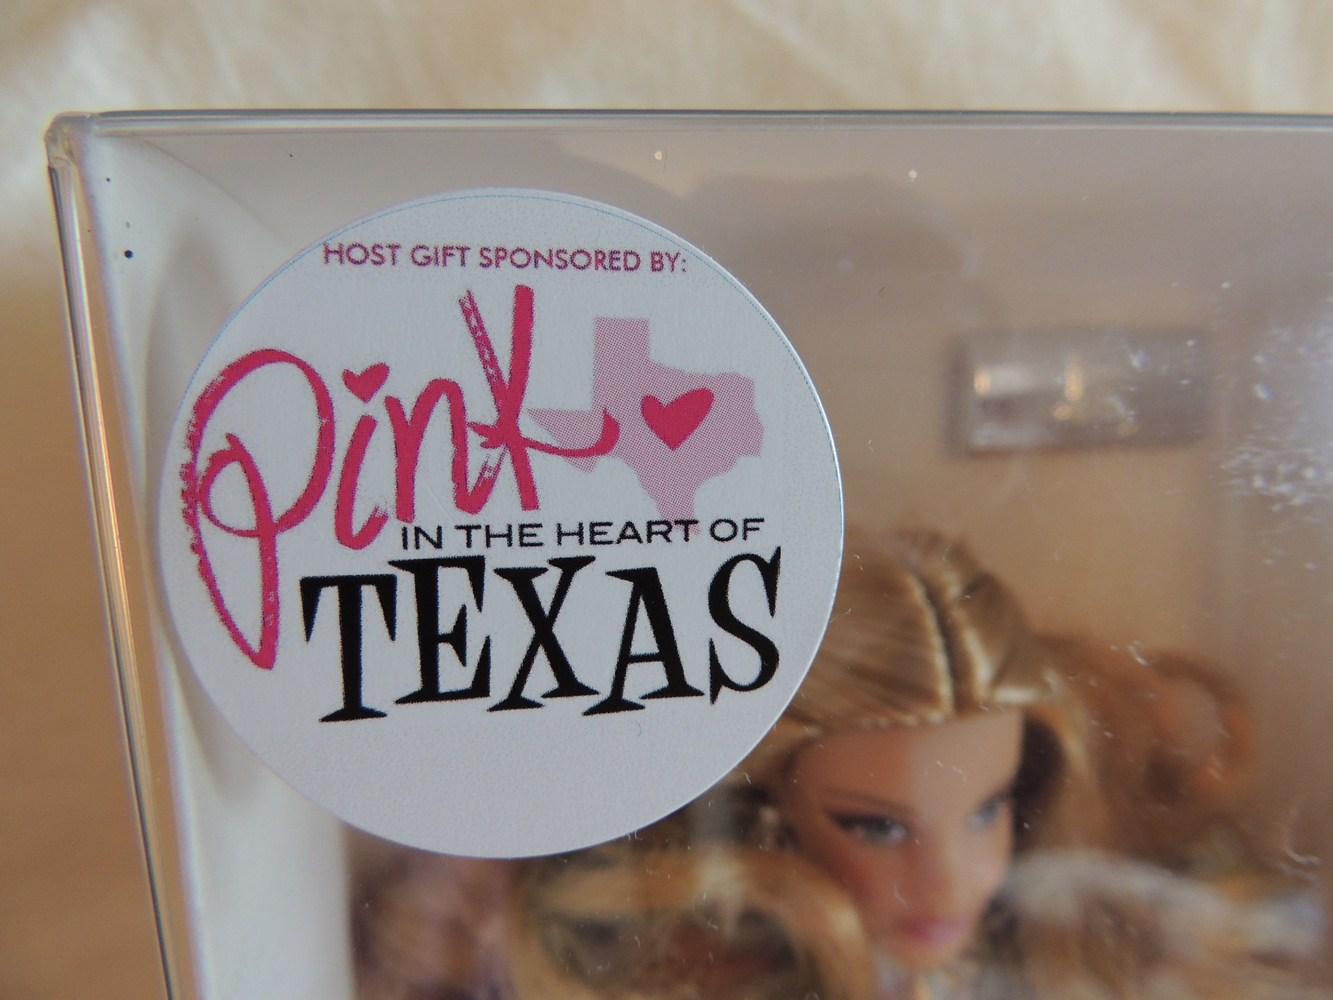 HOST GIFT SPONSORED BY:
Pink
IN THE HEART OF
TEXAS